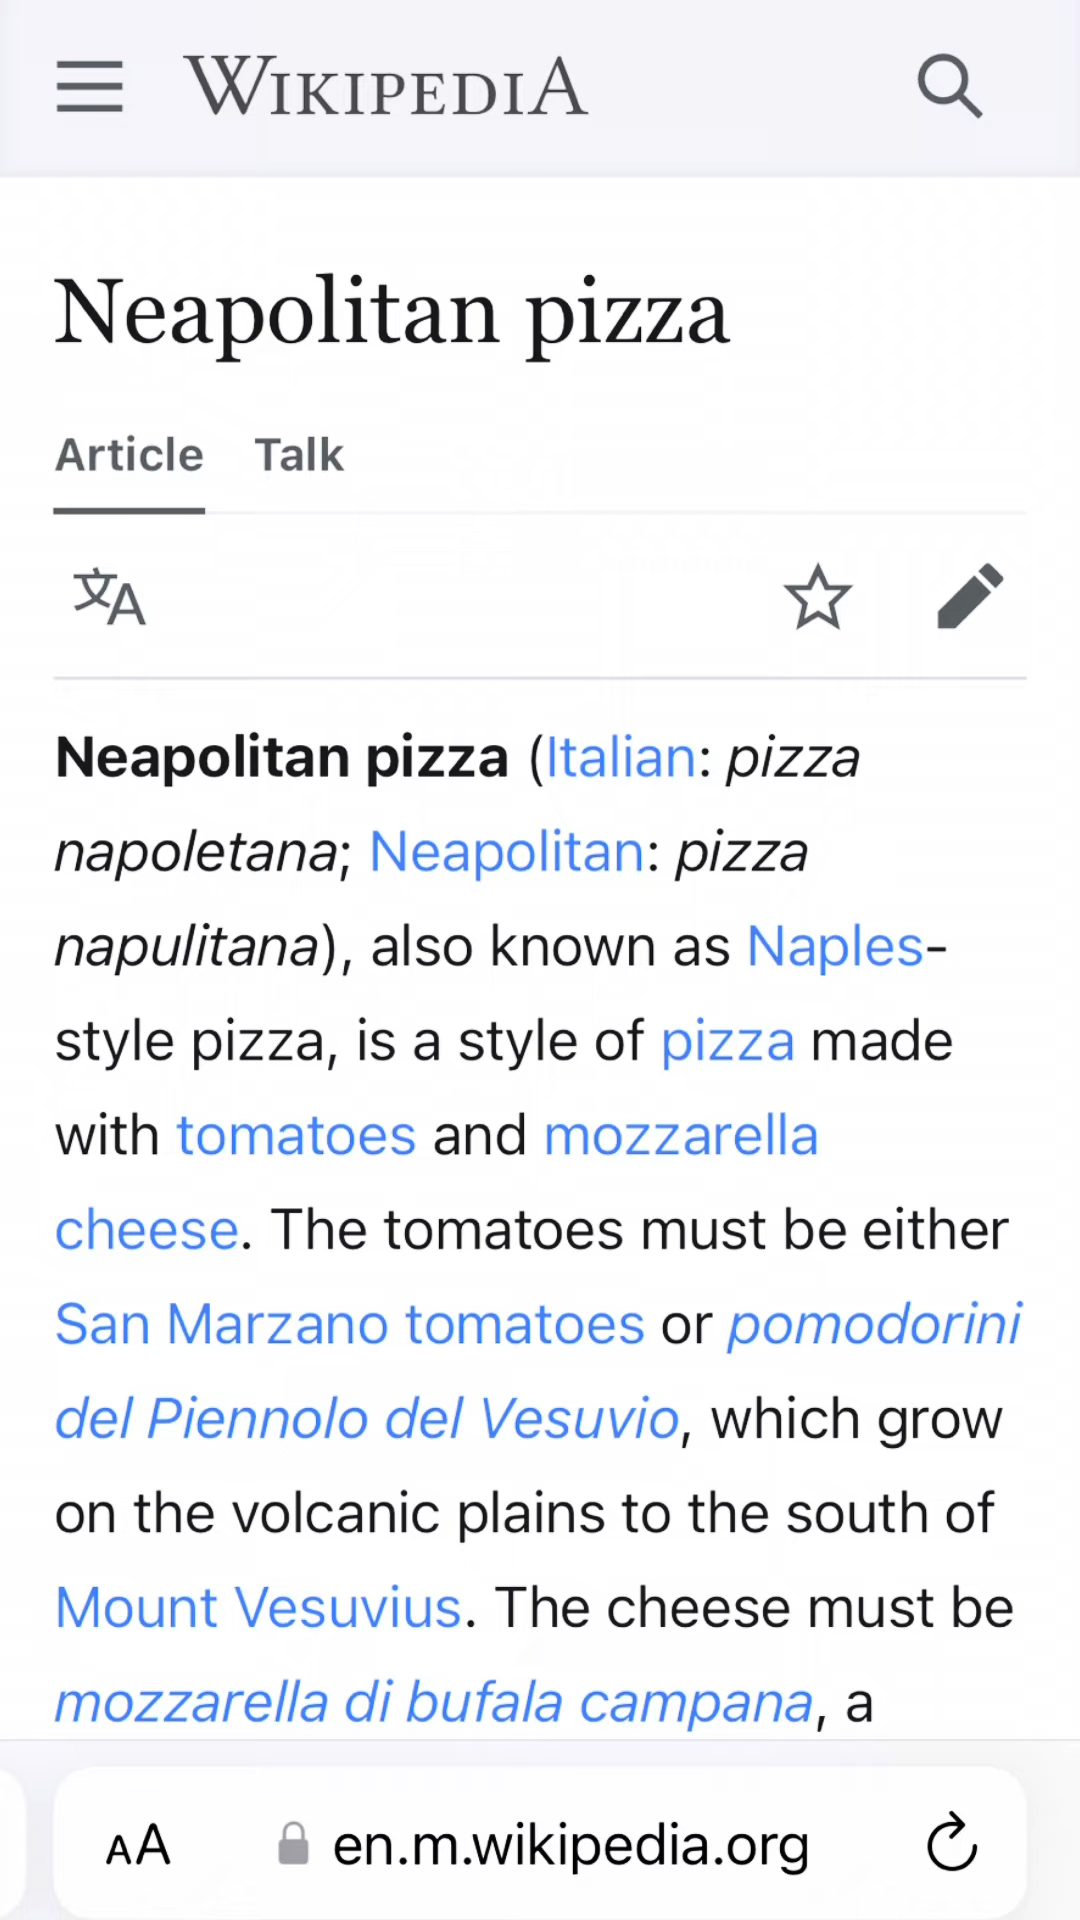 WIKIPEDIA
Neapolitan pizza
Article Talk
文A
Neapolitan pizza (Italian: pizza
napoletana; Neapolitan: pizza
napulitana), also known as Naples-
style pizza, is a style of pizza made
with tomatoes and mozzarella
cheese. The tomatoes must be either
San Marzano tomatoes or pomodorini
del Piennolo del Vesuvio, which grow
on the volcanic plains to the south of
Mount Vesuvius. The cheese must be
mozzarella di bufala campana, a
AA en.m.wikipedia.org